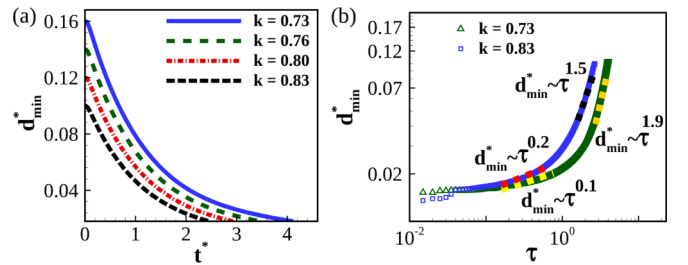 (a)
d*min
0.16
0.12
0.08
0.04
k = 0.73
k = 0.76
k = 0.80
k = 0.83
0 1 2 3 4
t*
(b)
d*min
0.17
0.12
0.07
0.02
k = 0.73
k = 0.83
d*min~τ1.5
d*min~τ1.9
d*min~τ0.2
d*min~τ0.1
10-2 100
τ